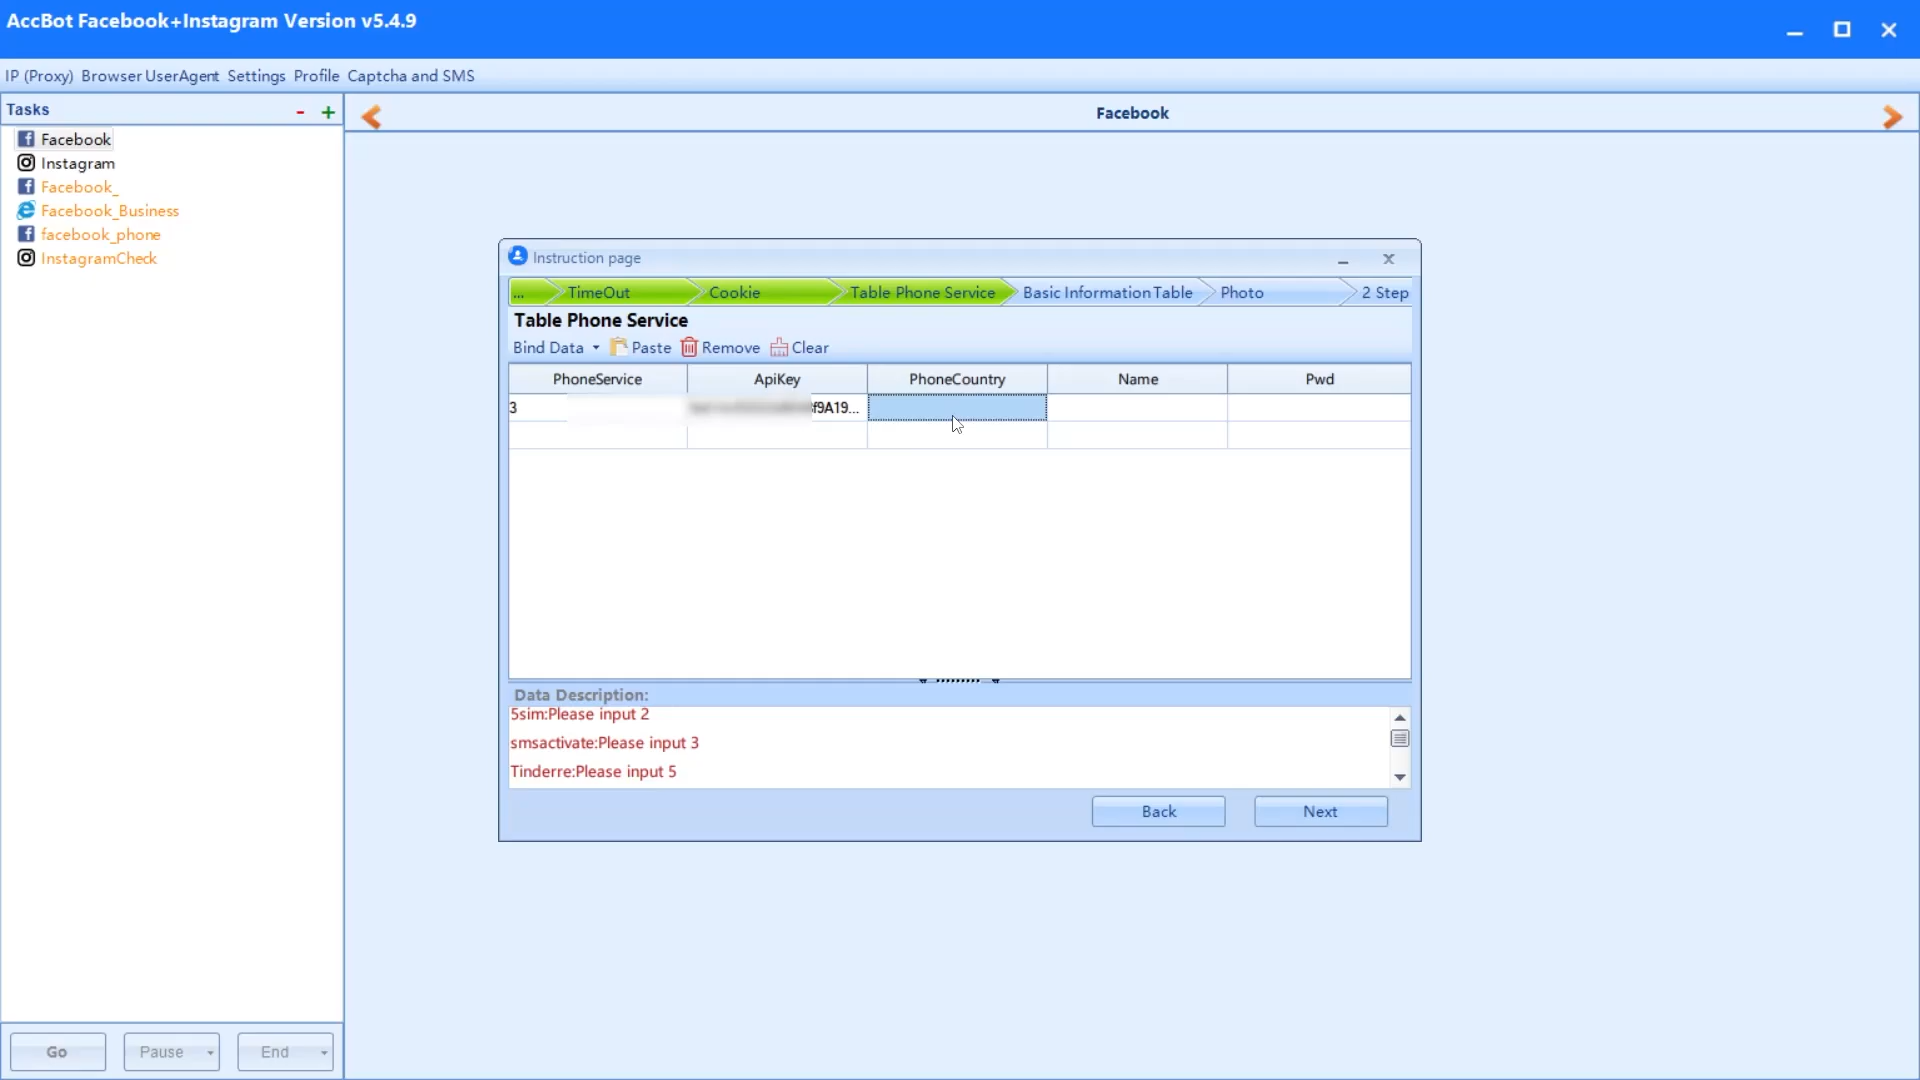 AccBot Facebook+Instagram Version v5.4.9
IP (Proxy) Browser UserAgent Settings Profile Captcha and SMS
Tasks - +
Facebook
Facebook
Instagram
Facebook_
Facebook_Business
facebook_phone
InstagramCheck
Instruction page
... TimeOut Cookie Table Phone Service Basic Information Table Photo 2 Step
Table Phone Service
Bind Data Paste Remove Clear
PhoneService ApiKey PhoneCountry Name Pwd
3 f9A19...
Data Description:
5sim:Please input 2
smsactivate:Please input 3
Tinderre:Please input 5
Back Next
Go Pause End